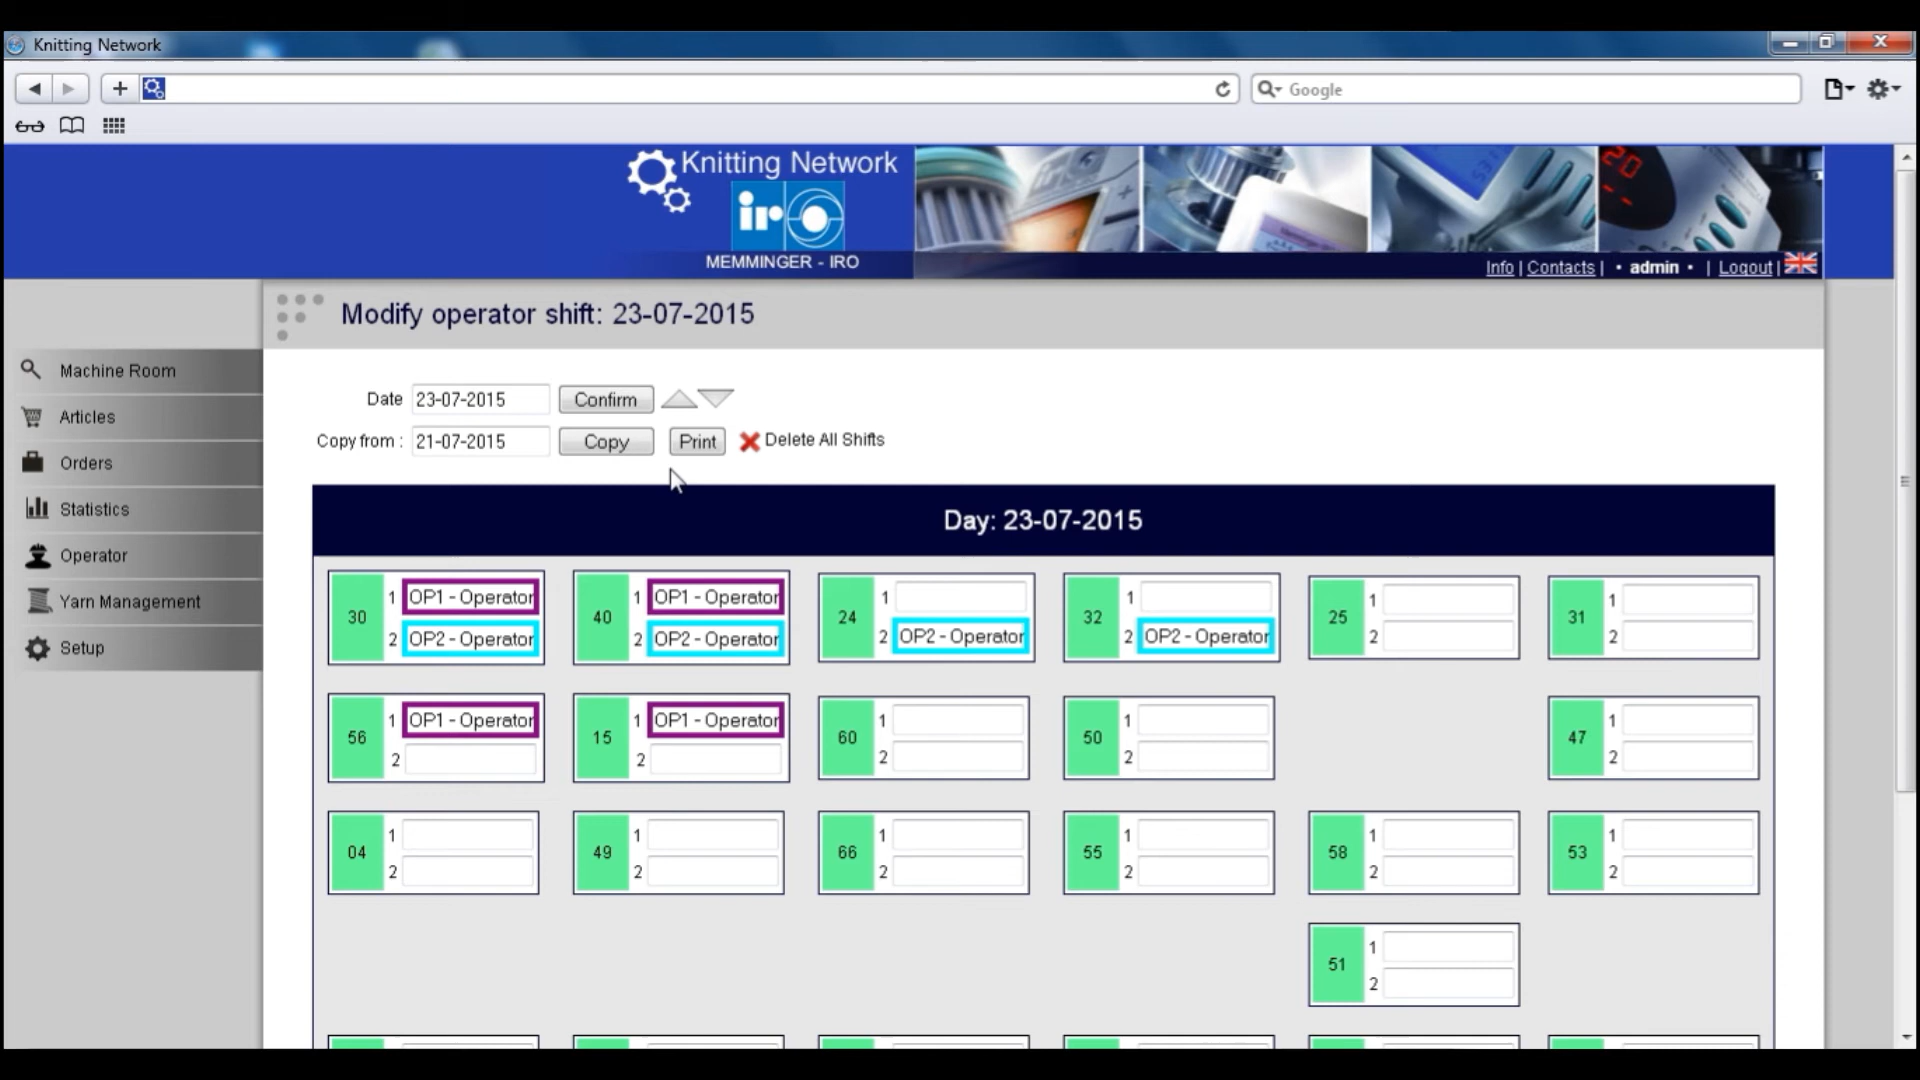 Knitting Network
Google
Knitting Network
iro
MEMMINGER - IRO
Info | Contacts | • admin • | Logout |
Modify operator shift: 23-07-2015
Machine Room
Articles
Orders
Statistics
Operator
Yarn Management
Setup
Date 23-07-2015 Confirm
Copy from : 21-07-2015 Copy Print Delete All Shifts
Day: 23-07-2015
30 1 OP1 - Operator 2 OP2 - Operator
40 1 OP1 - Operator 2 OP2 - Operator
24 1 2 OP2 - Operator
32 1 2 OP2 - Operator
25 1 2
31 1 2
56 1 OP1 - Operator 2
15 1 OP1 - Operator 2
60 1 2
50 1 2
47 1 2
04 1 2
49 1 2
66 1 2
55 1 2
58 1 2
53 1 2
51 1 2